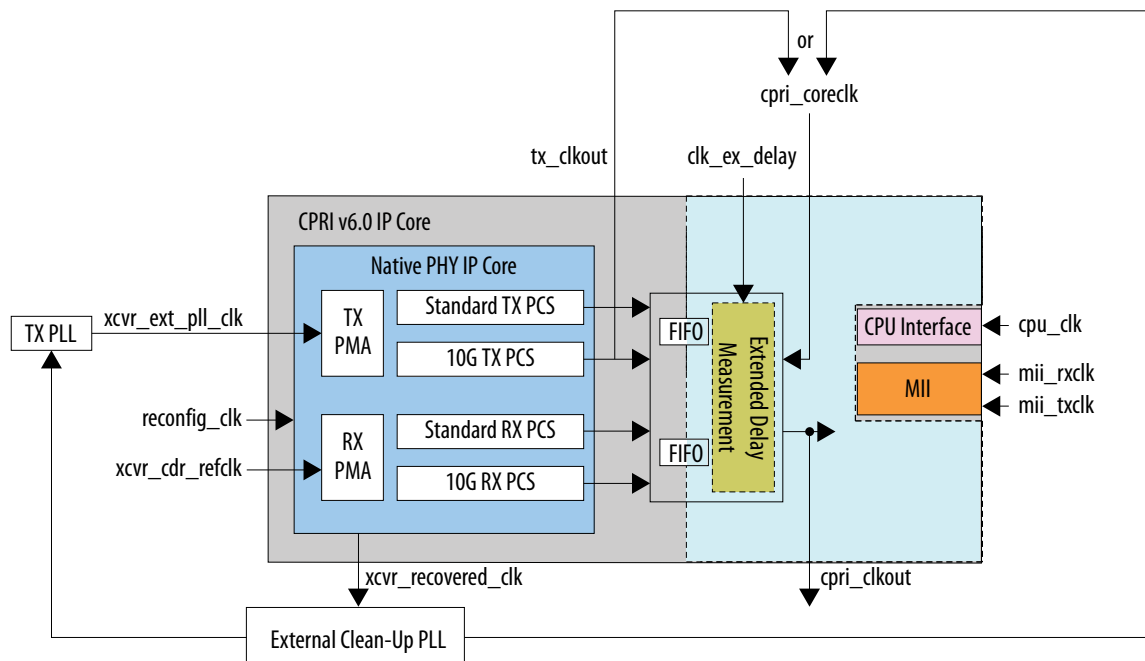 or
cpri_coreclk
tx_clkout
clk_ex_delay
CPRI v6.0 IP Core
Native PHY IP Core
TX
PMA
Standard TX PCS
10G TX PCS
FIFO
Extended Delay
Measurement
CPU Interface
cpu_clk
TX PLL
xcvr_ext_pll_clk
MII
mii_rxclk
mii_txclk
reconfig_clk
xcvr_cdr_refclk
RX
PMA
Standard RX PCS
10G RX PCS
FIFO
xcvr_recovered_clk
cpri_clkout
External Clean-Up PLL